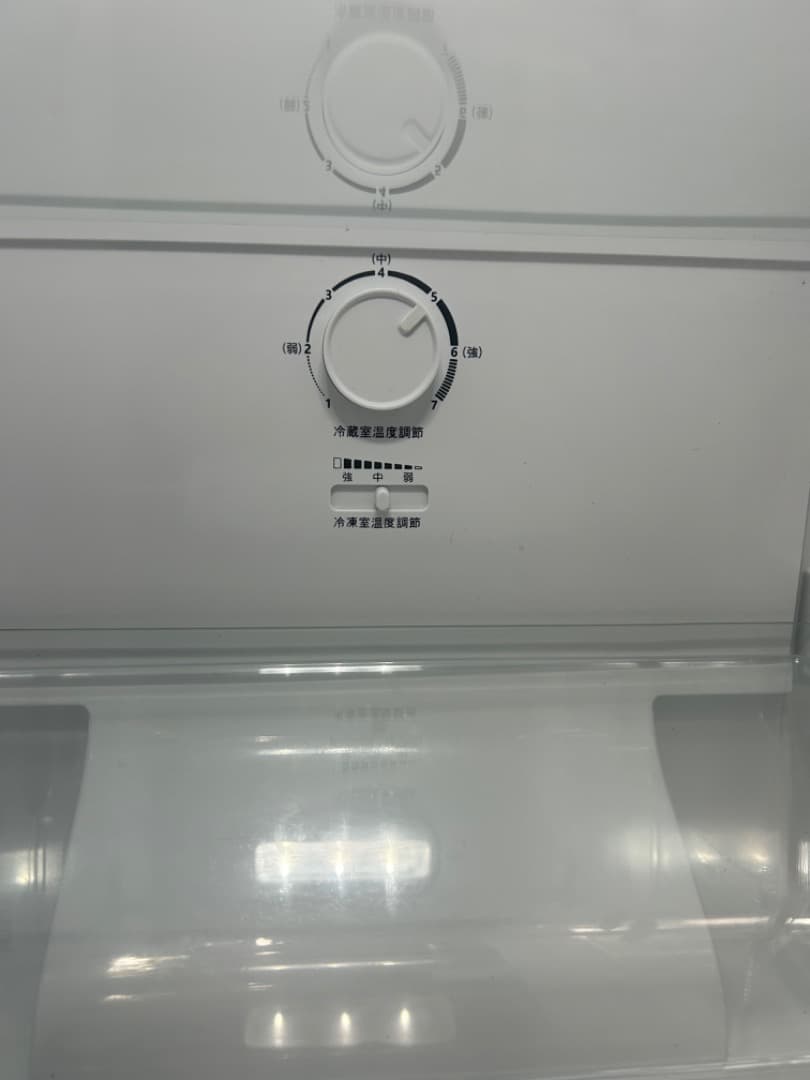 (中)
4
3 5
(弱)2 6(強)
1 7
冷蔵室温度調節
強 中 弱
冷凍室温度調節